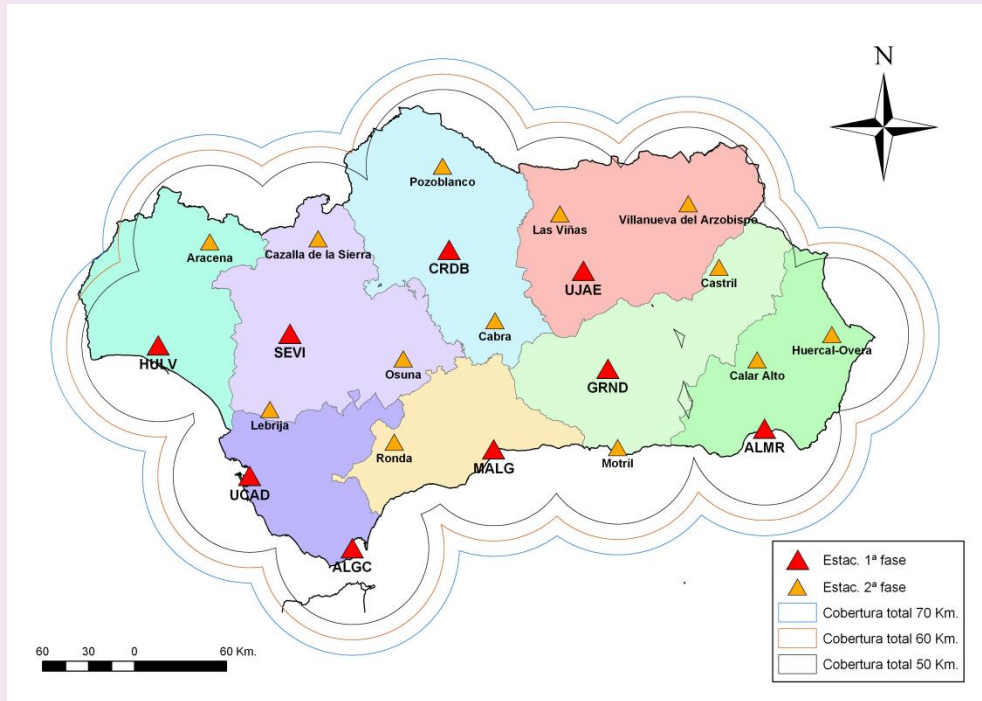 N
Pozoblanco
Las Viñas
Villanueva del Arzobispo
Aracena
Cazalla de la Sierra
CRDB
UJAE
Castril
Cabra
HULV
SEVI
Osuna
GRND
Huercal-Overa
Calar Alto
Lebrija
Ronda
MALG
Motril
ALMR
UCAD
ALGC
Estac. 1ª fase
Estac. 2ª fase
Cobertura total 70 Km.
Cobertura total 60 Km.
Cobertura total 50 Km.
60 30 0 60 Km.